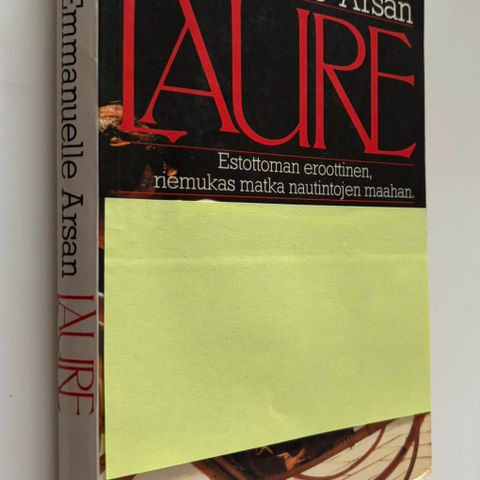 Emmanuelle Arsan LAURE
Arsan
LAURE
Estottoman eroottinen,
riemukas matka nautintojen maahan.